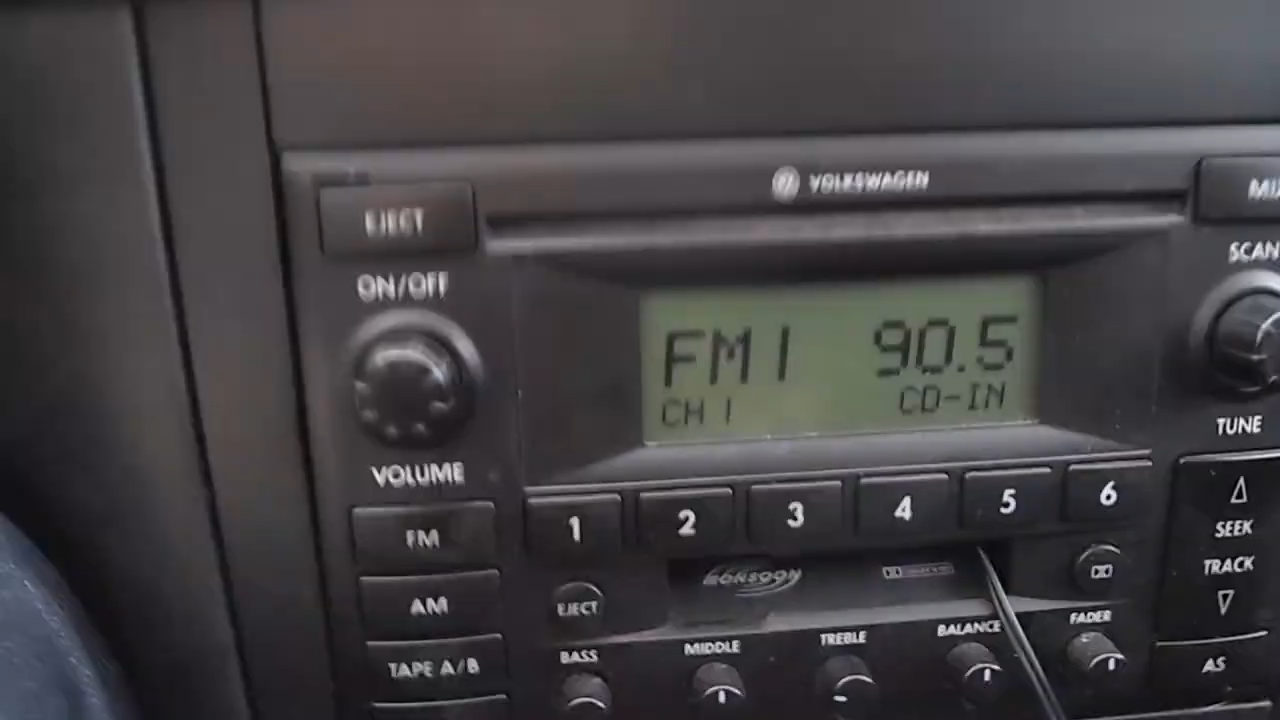 VOLKSWAGEN
EJECT
ON/OFF
SCAN
FM1 90.5
CH 1 CD-IN
VOLUME
TUNE
1 2 3 4 5 6
SEEK
TRACK
FM
MONSOON
EJECT
AM
BASS MIDDLE TREBLE BALANCE FADER
TAPE A/B
AS